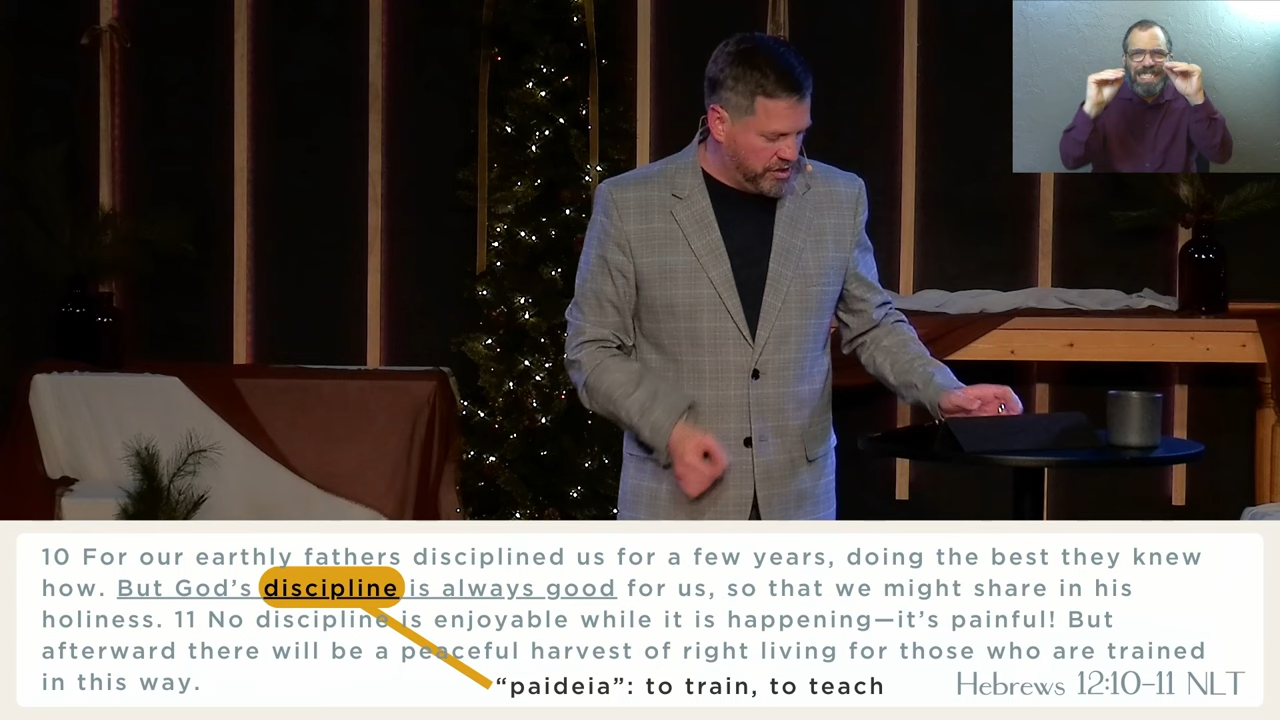 10 For our earthly fathers disciplined us for a few years, doing the best they knew
how. But God's discipline is always good for us, so that we might share in his
holiness. 11 No discipline is enjoyable while it is happening—it's painful! But
afterward there will be a peaceful harvest of right living for those who are trained
in this way.
“paideia”: to train, to teach
Hebrews 12:10–11 NLT